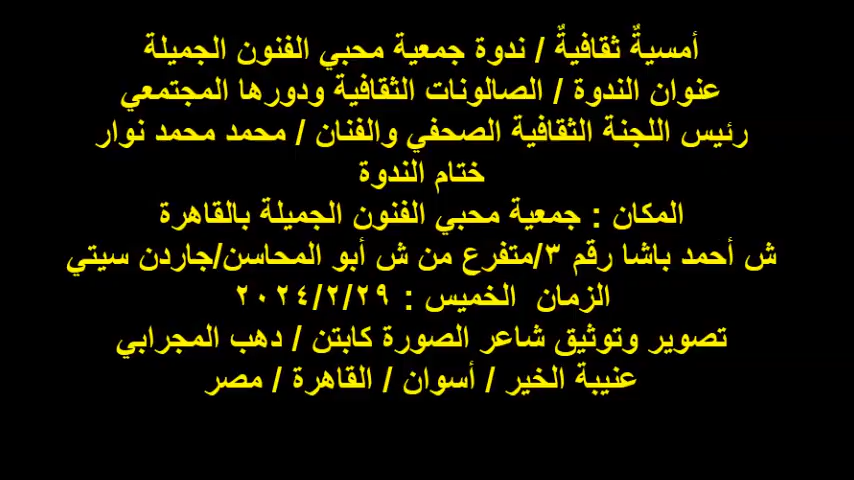 أمسيةٌ ثقافيةٌ / ندوة جمعية محبي الفنون الجميلة
عنوان الندوة / الصالونات الثقافية ودورها المجتمعي
رئيس اللجنة الثقافية الصحفي والفنان / محمد محمد نوار
ختام الندوة
المكان : جمعية محبي الفنون الجميلة بالقاهرة
ش أحمد باشا رقم ٣/متفرع من ش أبو المحاسن/جاردن سيتي
الزمان الخميس : ٢٠٢٤/٢/٢٩
تصوير وتوثيق شاعر الصورة كابتن / دهب المجرابي
عنيبة الخير / أسوان / القاهرة / مصر